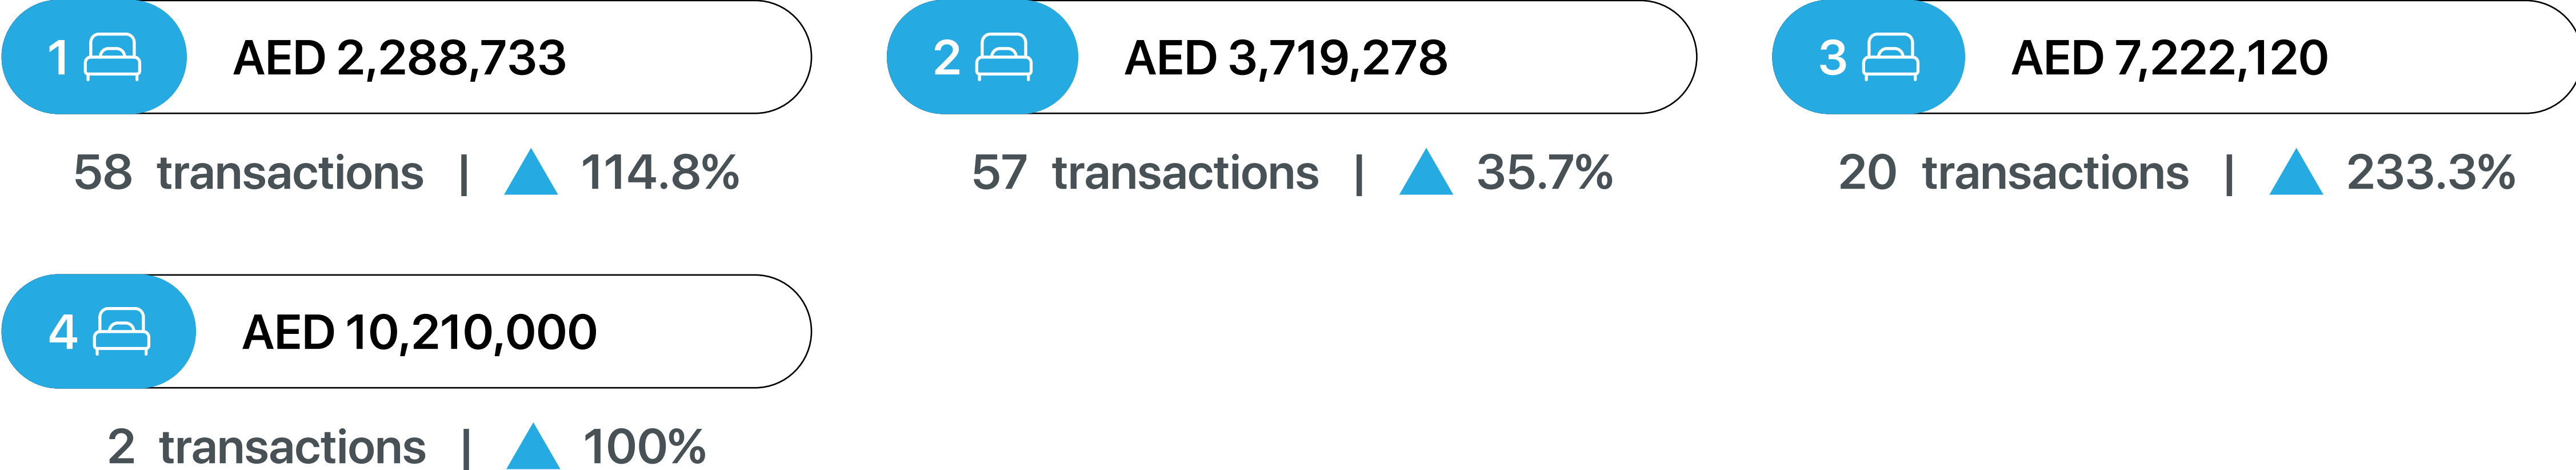 1 AED 2,288,733 2 AED 3,719,278 3 AED 7,222,120
58 transactions | ▲ 114.8% 57 transactions | ▲ 35.7% 20 transactions | ▲ 233.3%
4 AED 10,210,000
2 transactions | ▲ 100%